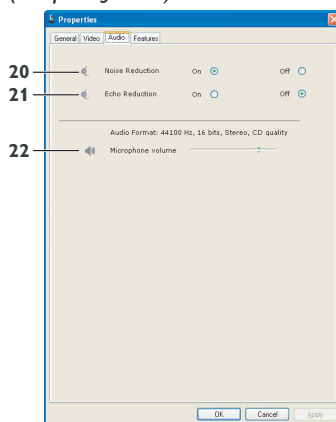 Properties
General Video Audio Features
20 Noise Reduction On Off
21 Echo Reduction On Off
Audio Format: 44100 Hz, 16 bits, Stereo, CD quality
22 Microphone volume
OK Cancel Apply